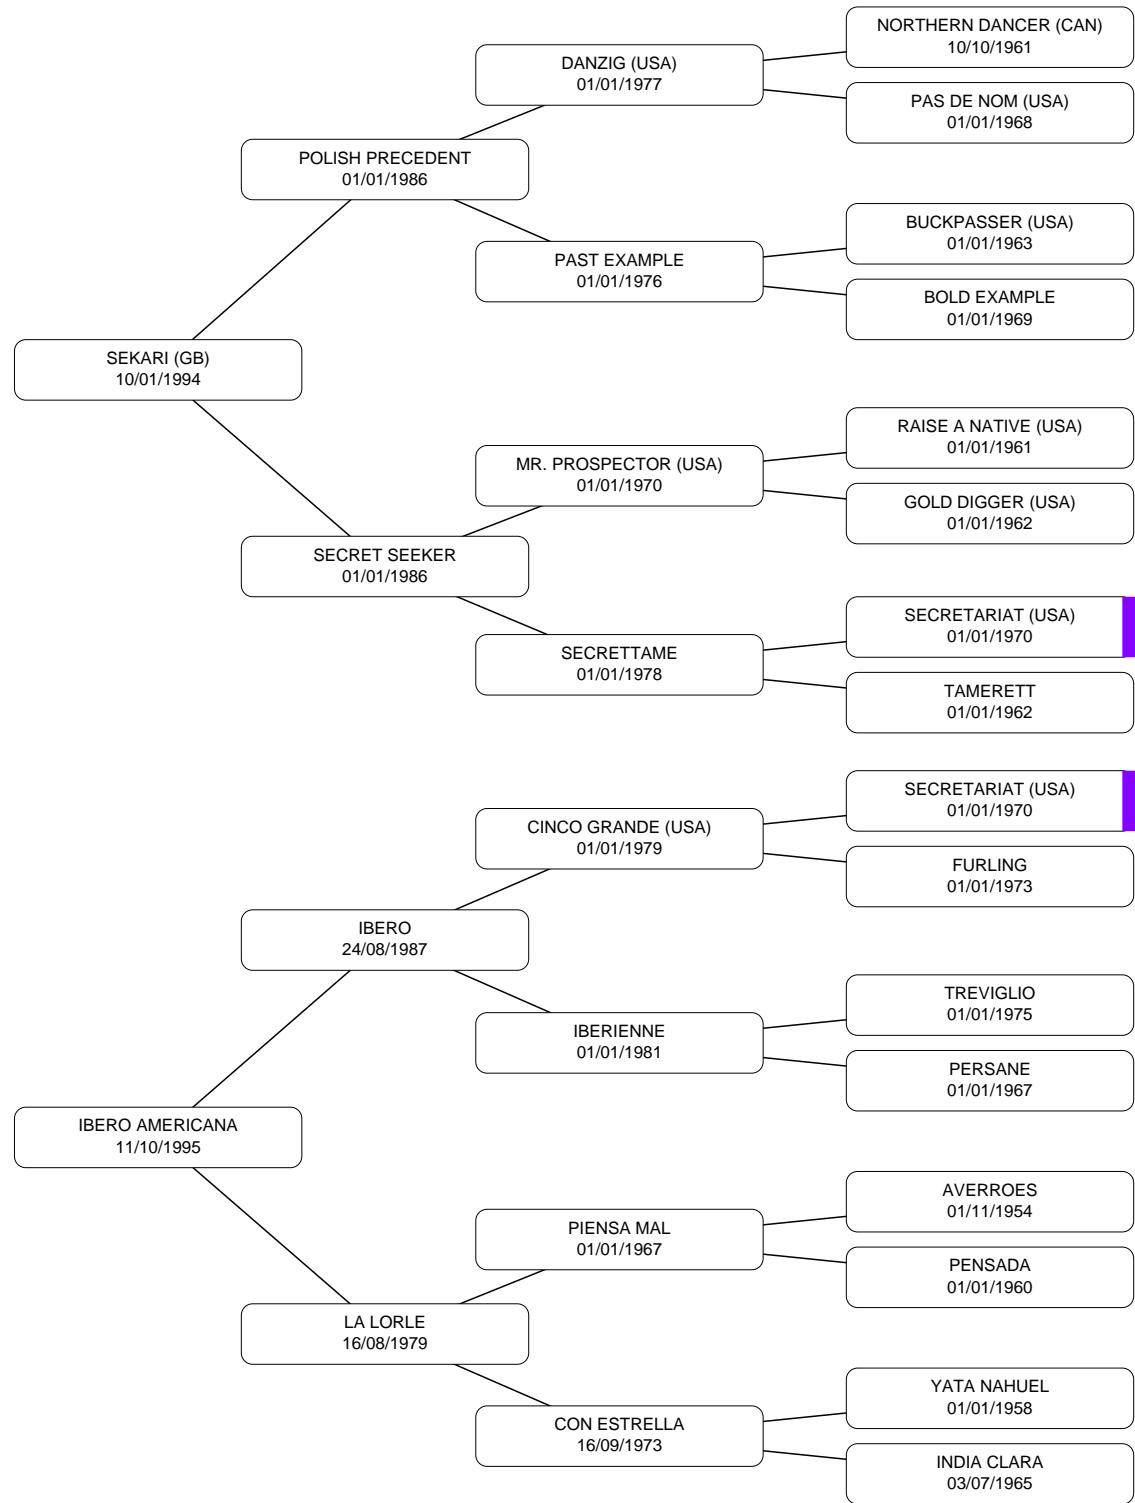 NORTHERN DANCER (CAN)
10/10/1961
DANZIG (USA)
01/01/1977
PAS DE NOM (USA)
01/01/1968
POLISH PRECEDENT
01/01/1986
BUCKPASSER (USA)
01/01/1963
PAST EXAMPLE
01/01/1976
BOLD EXAMPLE
01/01/1969
SEKARI (GB)
10/01/1994
RAISE A NATIVE (USA)
01/01/1961
MR. PROSPECTOR (USA)
01/01/1970
GOLD DIGGER (USA)
01/01/1962
SECRET SEEKER
01/01/1986
SECRETARIAT (USA)
01/01/1970
SECRETTAME
01/01/1978
TAMERETT
01/01/1962
SECRETARIAT (USA)
01/01/1970
CINCO GRANDE (USA)
01/01/1979
FURLING
01/01/1973
IBERO
24/08/1987
TREVIGLIO
01/01/1975
IBERIENNE
01/01/1981
PERSANE
01/01/1967
IBERO AMERICANA
11/10/1995
AVERROES
01/11/1954
PIENSA MAL
01/01/1967
PENSADA
01/01/1960
LA LORLE
16/08/1979
YATA NAHUEL
01/01/1958
CON ESTRELLA
16/09/1973
INDIA CLARA
03/07/1965